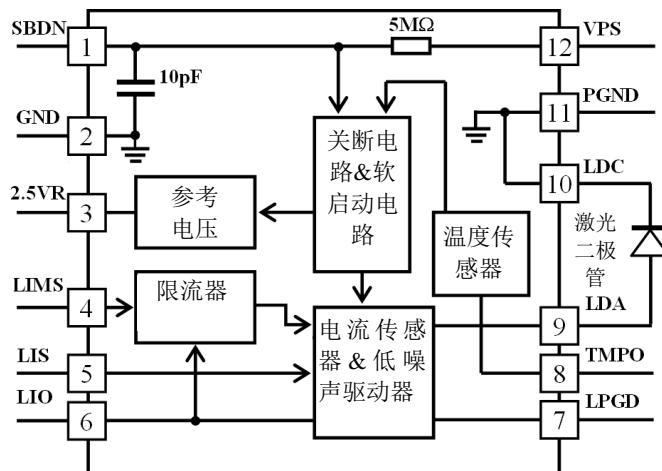 SBDN
1
5MΩ
12
VPS
10pF
GND
2
11
PGND
关断电
路&软
启动电
路
10
LDC
2.5VR
3
参考
电压
温度传
感器
激光
二极
管
LIMS
4
限流器
电流传感
器&低噪
声驱动器
9
LDA
LIS
5
8
TMPO
LIO
6
7
LPGD